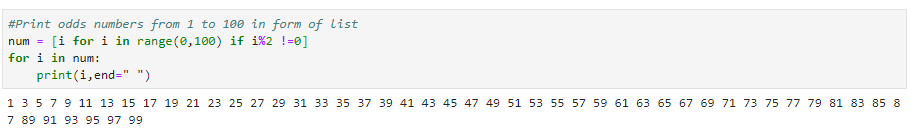 #Print odds numbers from 1 to 100 in form of list
num = [i for i in range(0,100) if i%2 !=0]
for i in num:
    print(i,end=" ")
1 3 5 7 9 11 13 15 17 19 21 23 25 27 29 31 33 35 37 39 41 43 45 47 49 51 53 55 57 59 61 63 65 67 69 71 73 75 77 79 81 83 85 8
7 89 91 93 95 97 99